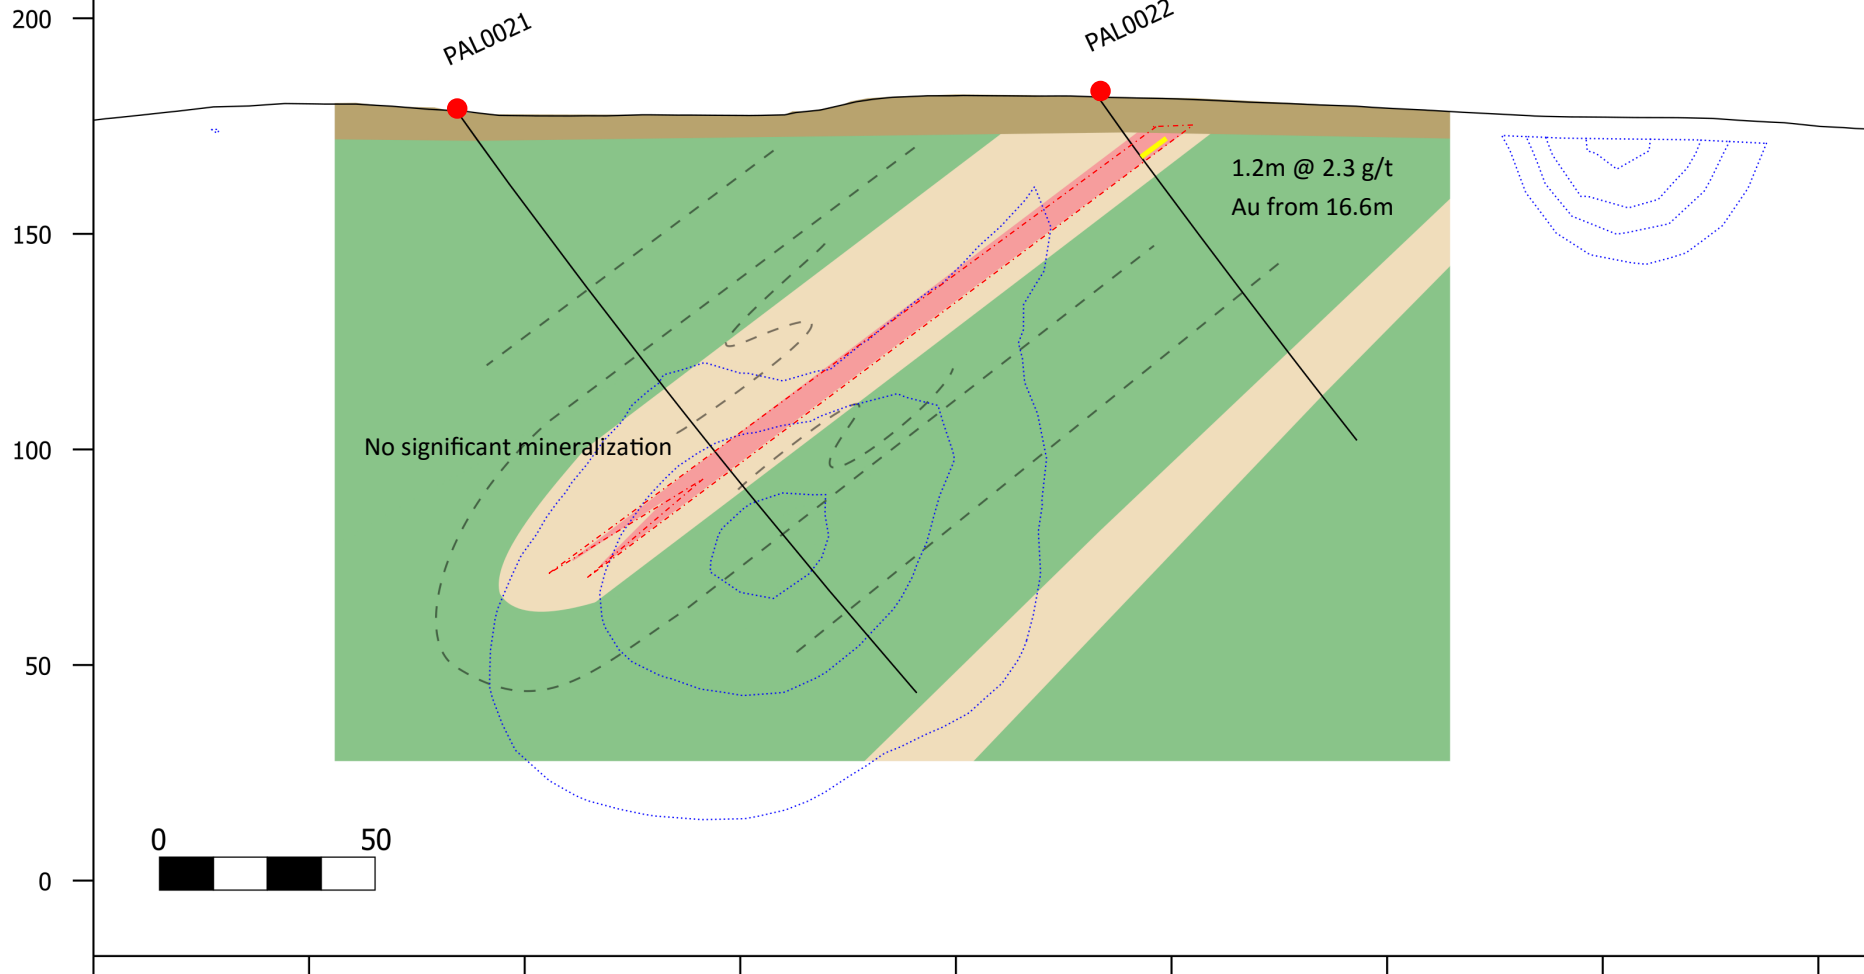 200
PAL0021
PAL0022
150
1.2m @ 2.3 g/t
Au from 16.6m
100
No significant mineralization
50
0 50
0